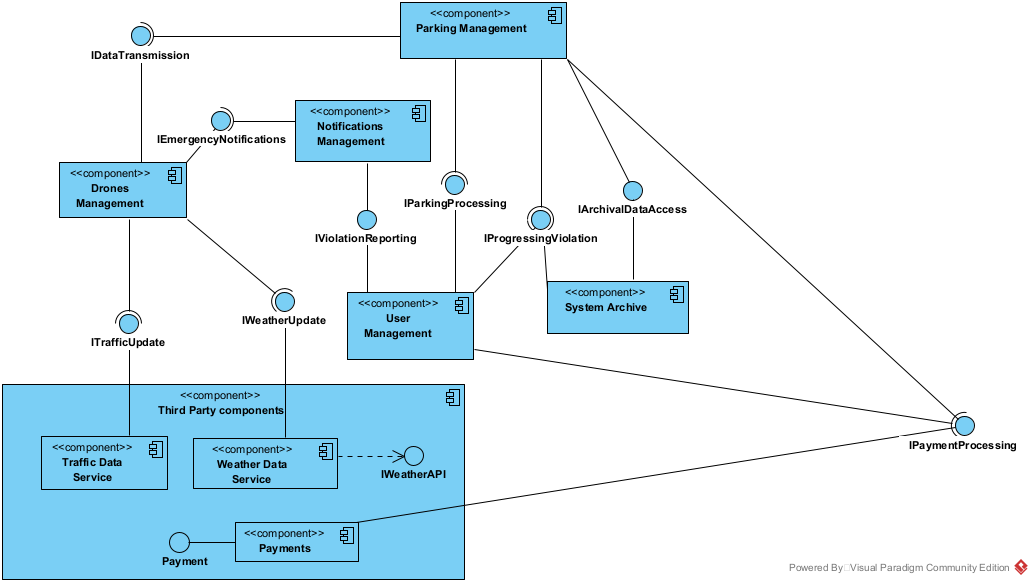 <<component>>
Parking Management
IDataTransmission
<<component>>
Notifications
Management
IEmergencyNotifications
<<component>>
Drones
Management
IParkingProcessing
IArchivalDataAccess
IViolationReporting
IProgressingViolation
<<component>>
System Archive
<<component>>
User
Management
IWeatherUpdate
ITrafficUpdate
<<component>>
Third Party components
<<component>>
Traffic Data
Service
<<component>>
Weather Data
Service
IWeatherAPI
IPaymentProcessing
<<component>>
Payments
Payment
Powered By Visual Paradigm Community Edition